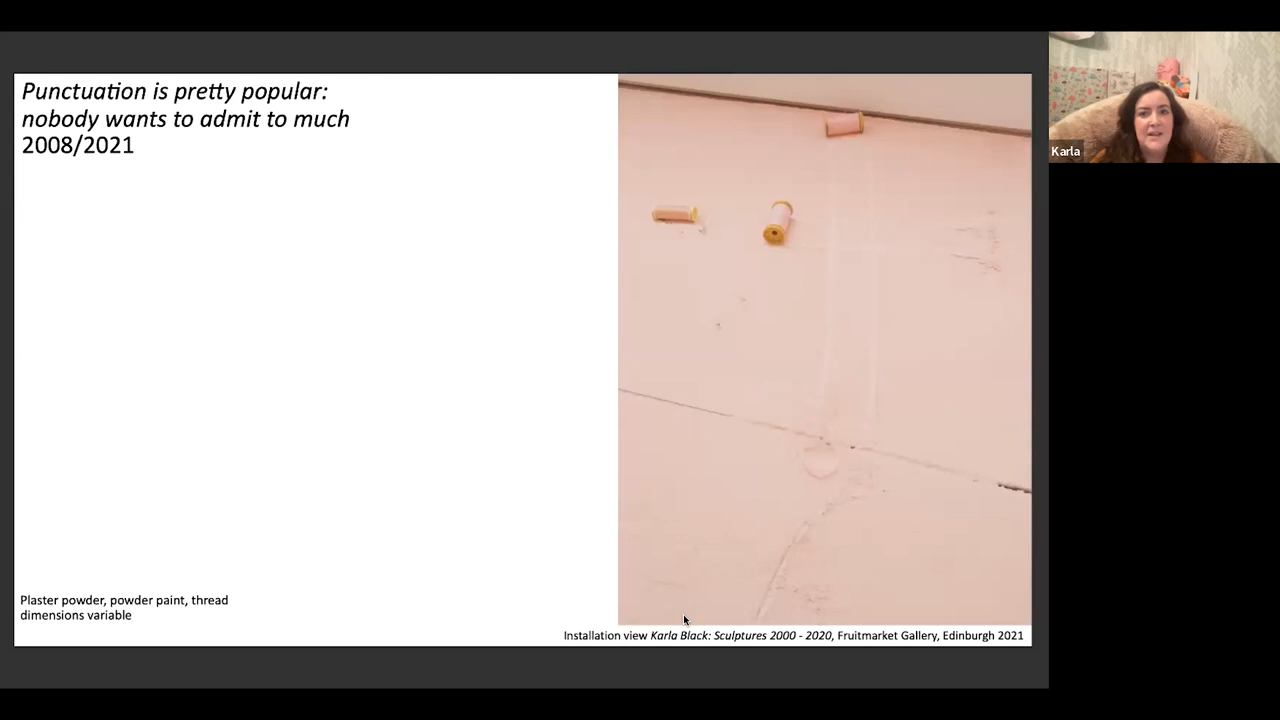 Punctuation is pretty popular:
nobody wants to admit to much
2008/2021
Karla
Plaster powder, powder paint, thread
dimensions variable
Installation view Karla Black: Sculptures 2000 - 2020, Fruitmarket Gallery, Edinburgh 2021